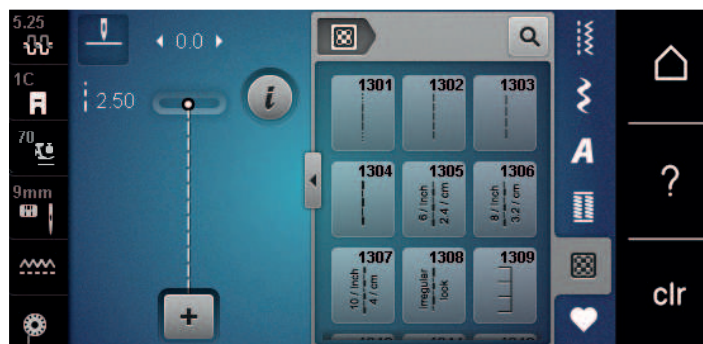 5.25
0.0
1C
2.50
i
70
9mm
1301
1302
1303
1304
1305
6 / Inch
2.4 / cm
1306
8 / Inch
3.2 / cm
1307
10 / Inch
4 / cm
1308
Irregular
look
1309
A
?
clr